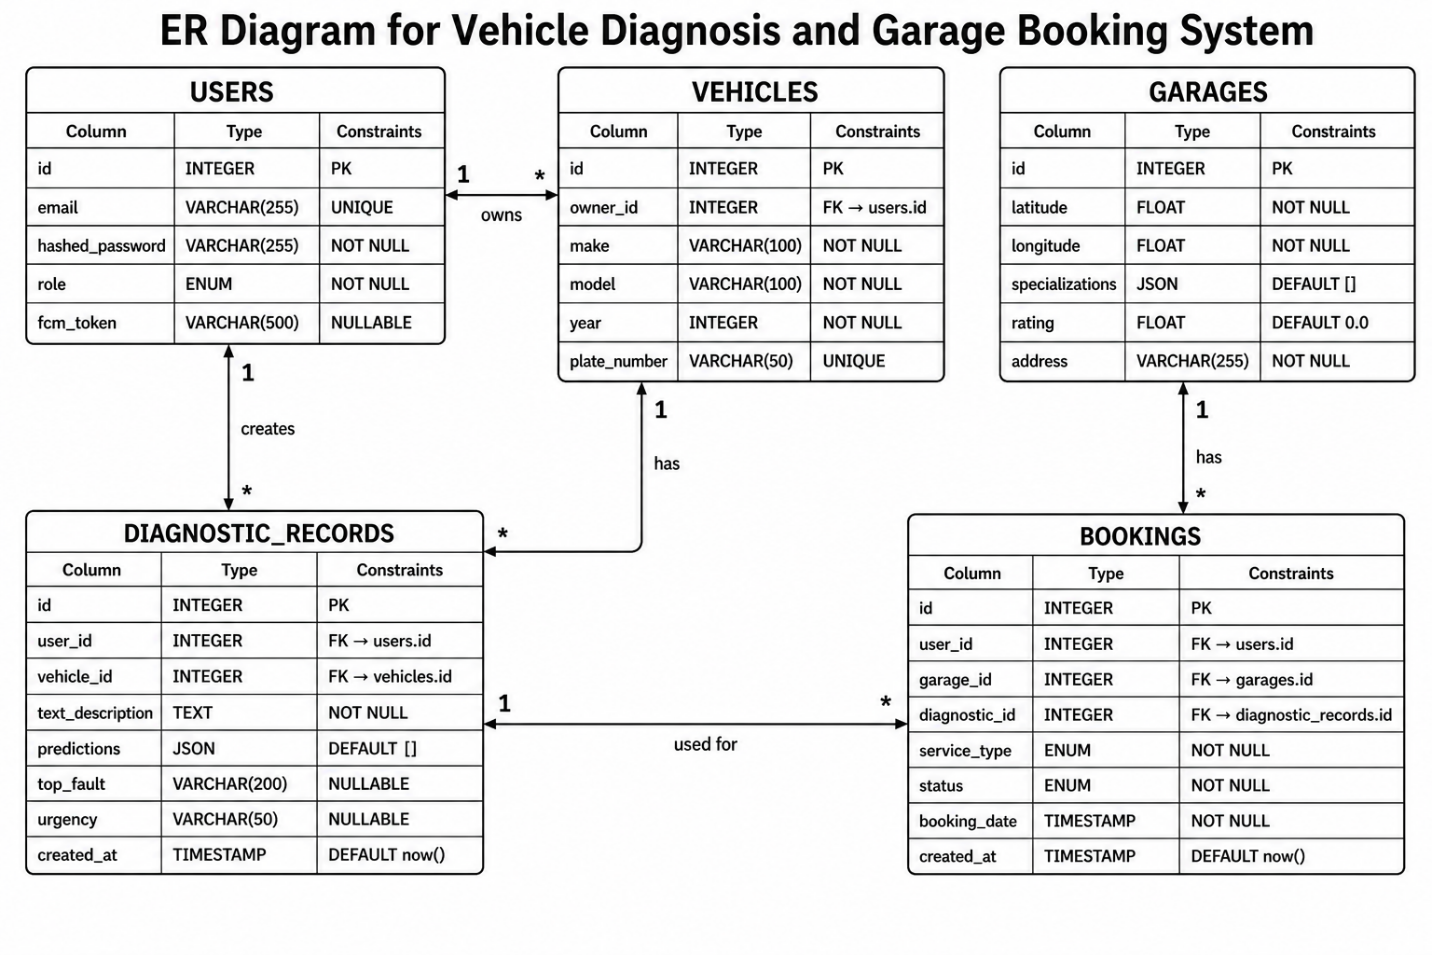 ER Diagram for Vehicle Diagnosis and Garage Booking System
USERS
Column Type Constraints
id INTEGER PK
email VARCHAR(255) UNIQUE
hashed_password VARCHAR(255) NOT NULL
role ENUM NOT NULL
fcm_token VARCHAR(500) NULLABLE
1 *
owns
VEHICLES
Column Type Constraints
id INTEGER PK
owner_id INTEGER FK → users.id
make VARCHAR(100) NOT NULL
model VARCHAR(100) NOT NULL
year INTEGER NOT NULL
plate_number VARCHAR(50) UNIQUE
GARAGES
Column Type Constraints
id INTEGER PK
latitude FLOAT NOT NULL
longitude FLOAT NOT NULL
specializations JSON DEFAULT []
rating FLOAT DEFAULT 0.0
address VARCHAR(255) NOT NULL
1
creates
*
1
has
*
1
has
*
DIAGNOSTIC_RECORDS
Column Type Constraints
id INTEGER PK
user_id INTEGER FK → users.id
vehicle_id INTEGER FK → vehicles.id
text_description TEXT NOT NULL
predictions JSON DEFAULT []
top_fault VARCHAR(200) NULLABLE
urgency VARCHAR(50) NULLABLE
created_at TIMESTAMP DEFAULT now()
1 *
used for
BOOKINGS
Column Type Constraints
id INTEGER PK
user_id INTEGER FK → users.id
garage_id INTEGER FK → garages.id
diagnostic_id INTEGER FK → diagnostic_records.id
service_type ENUM NOT NULL
status ENUM NOT NULL
booking_date TIMESTAMP NOT NULL
created_at TIMESTAMP DEFAULT now()